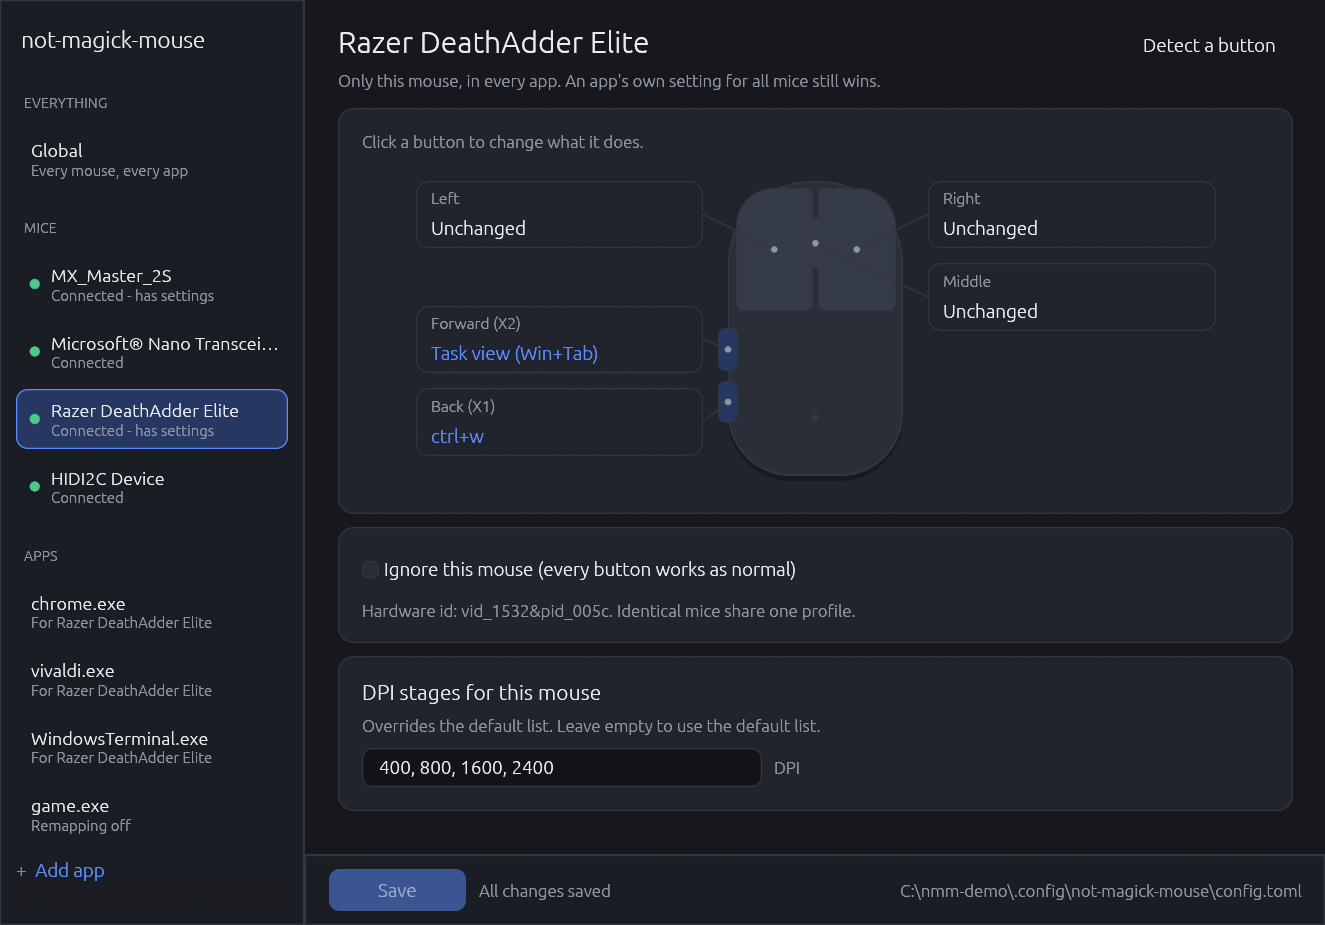 not-magick-mouse
EVERYTHING
Global
Every mouse, every app
MICE
MX_Master_2S
Connected - has settings
Microsoft® Nano Transcei...
Connected
Razer DeathAdder Elite
Connected - has settings
HIDI2C Device
Connected
APPS
chrome.exe
For Razer DeathAdder Elite
vivaldi.exe
For Razer DeathAdder Elite
WindowsTerminal.exe
For Razer DeathAdder Elite
game.exe
Remapping off
+ Add app
Razer DeathAdder Elite
Detect a button
Only this mouse, in every app. An app's own setting for all mice still wins.
Click a button to change what it does.
Left
Unchanged
Right
Unchanged
Middle
Unchanged
Forward (X2)
Task view (Win+Tab)
Back (X1)
ctrl+w
Ignore this mouse (every button works as normal)
Hardware id: vid_1532&pid_005c. Identical mice share one profile.
DPI stages for this mouse
Overrides the default list. Leave empty to use the default list.
400, 800, 1600, 2400 DPI
Save
All changes saved
C:\nmm-demo\.config\not-magick-mouse\config.toml